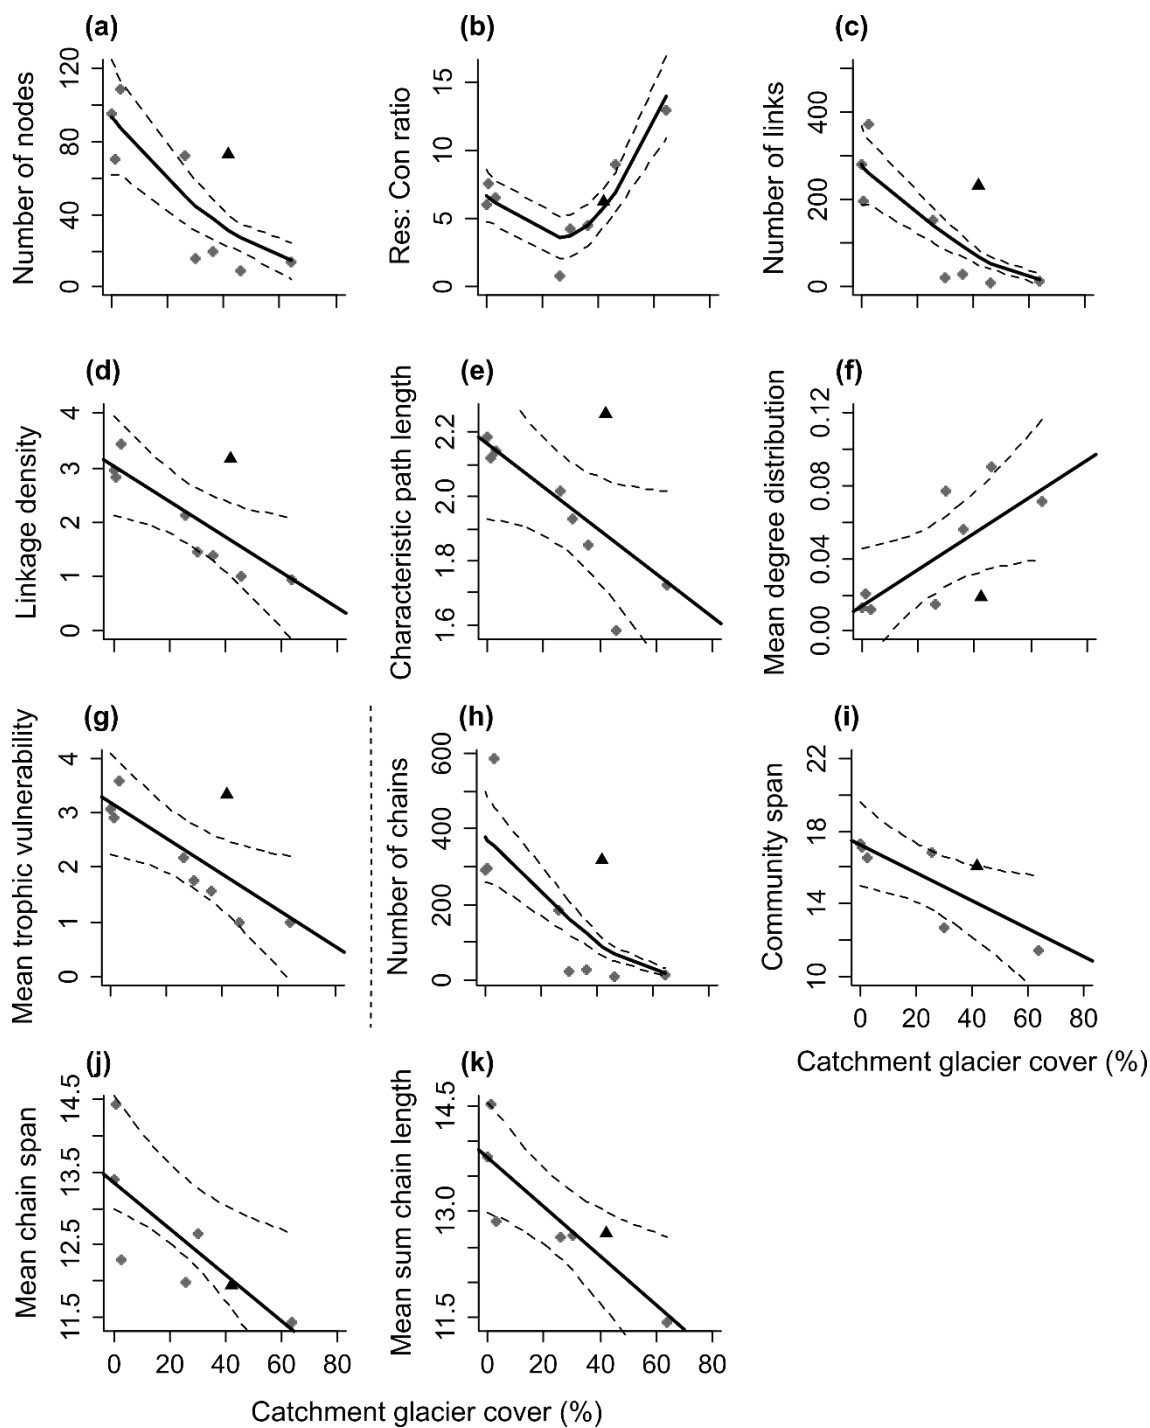 (a)
Number of nodes
0 40 80 120
(b)
Res: Con ratio
0 5 10 15
(c)
Number of links
0 200 400
(d)
Linkage density
0 1 2 3 4
(e)
Characteristic path length
1.6 1.8 2.0 2.2
(f)
Mean degree distribution
0.00 0.04 0.08 0.12
(g)
Mean trophic vulnerability
0 1 2 3 4
(h)
Number of chains
0 200 400 600
(i)
Community span
10 14 18 22
0 20 40 60 80
Catchment glacier cover (%)
(j)
Mean chain span
11.5 12.5 13.5 14.5
0 20 40 60 80
(k)
Mean sum chain length
11.5 13.0 14.5
0 20 40 60 80
Catchment glacier cover (%)